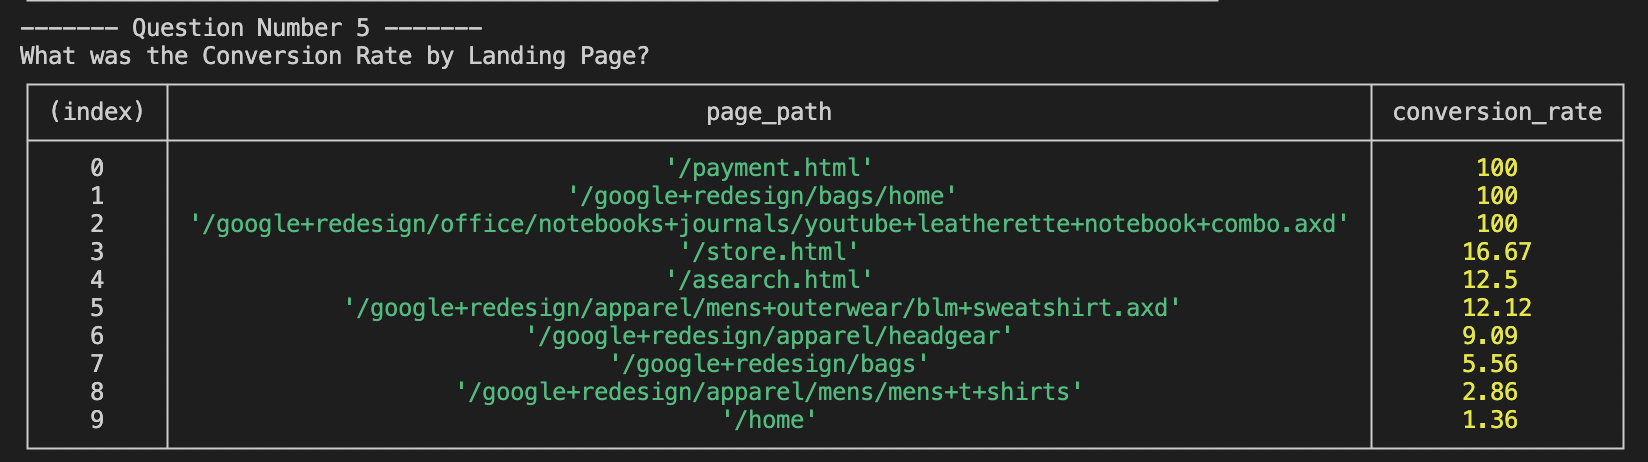 ------- Question Number 5 -------
What was the Conversion Rate by Landing Page?
(index) page_path conversion_rate
0 '/payment.html' 100
1 '/google+redesign/bags/home' 100
2 '/google+redesign/office/notebooks+journals/youtube+leatherette+notebook+combo.axd' 100
3 '/store.html' 16.67
4 '/asearch.html' 12.5
5 '/google+redesign/apparel/mens+outerwear/blm+sweatshirt.axd' 12.12
6 '/google+redesign/apparel/headgear' 9.09
7 '/google+redesign/bags' 5.56
8 '/google+redesign/apparel/mens/mens+t+shirts' 2.86
9 '/home' 1.36